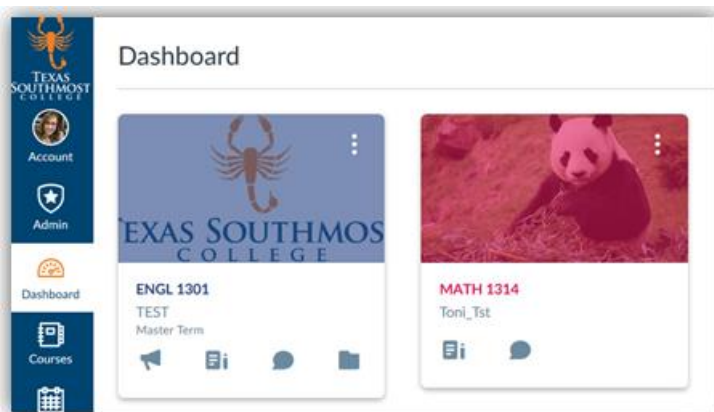 TEXAS
SOUTHMOST
COLLEGE
Account
Admin
Dashboard
Courses
Dashboard
EXAS SOUTHMOS
COLLEGE
ENGL 1301
TEST
Master Term
MATH 1314
Toni_Tst